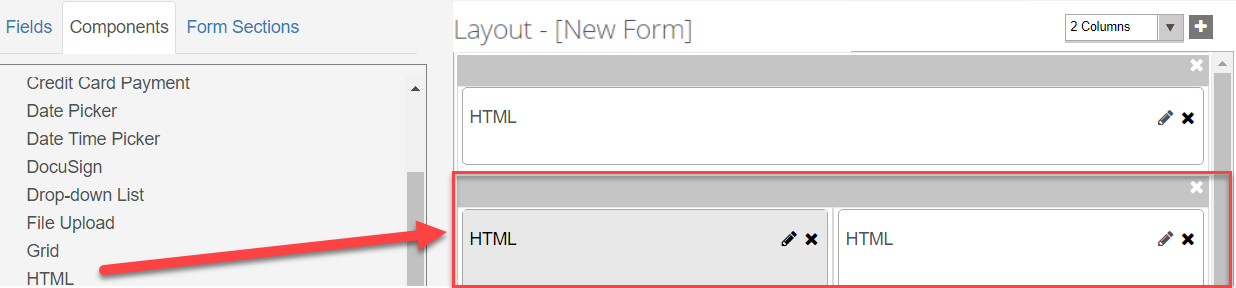 Fields
Components
Form Sections
Credit Card Payment
Date Picker
Date Time Picker
DocuSign
Drop-down List
File Upload
Grid
HTML
Layout - [New Form]
2 Columns
HTML
HTML
HTML